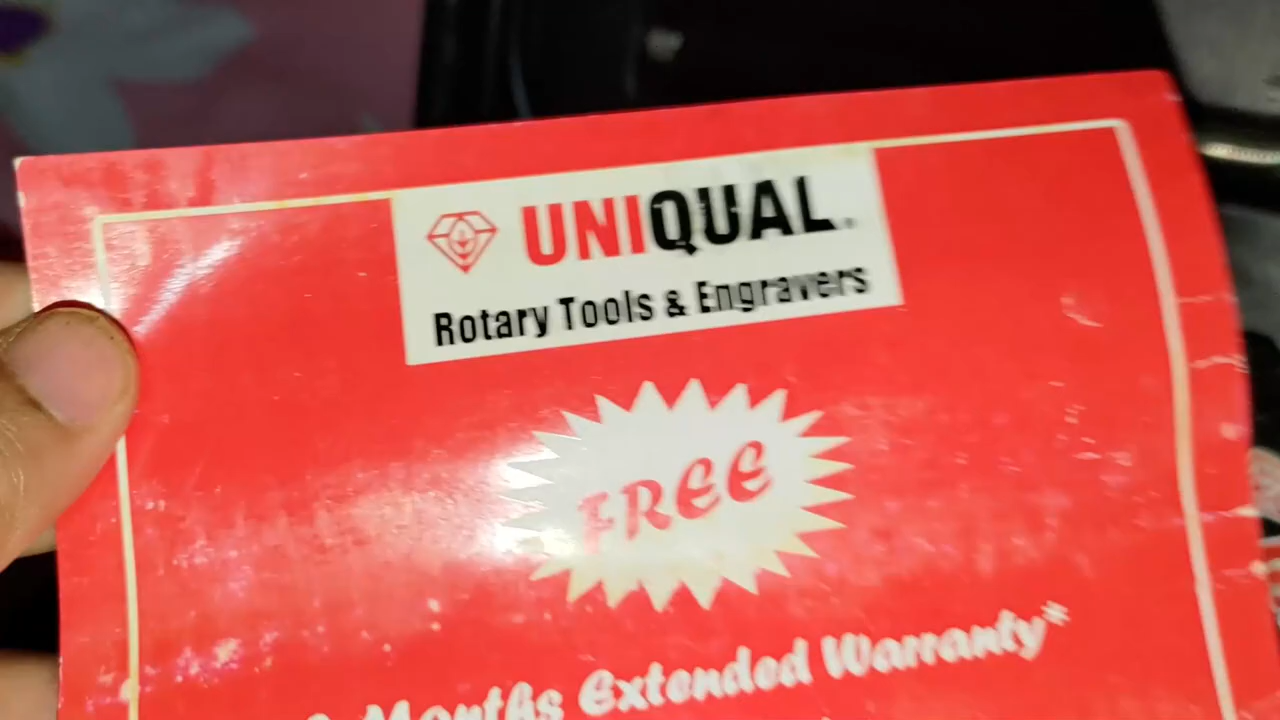 UNIQUAL
Rotary Tools & Engravers
FREE
Months Extended Warranty*